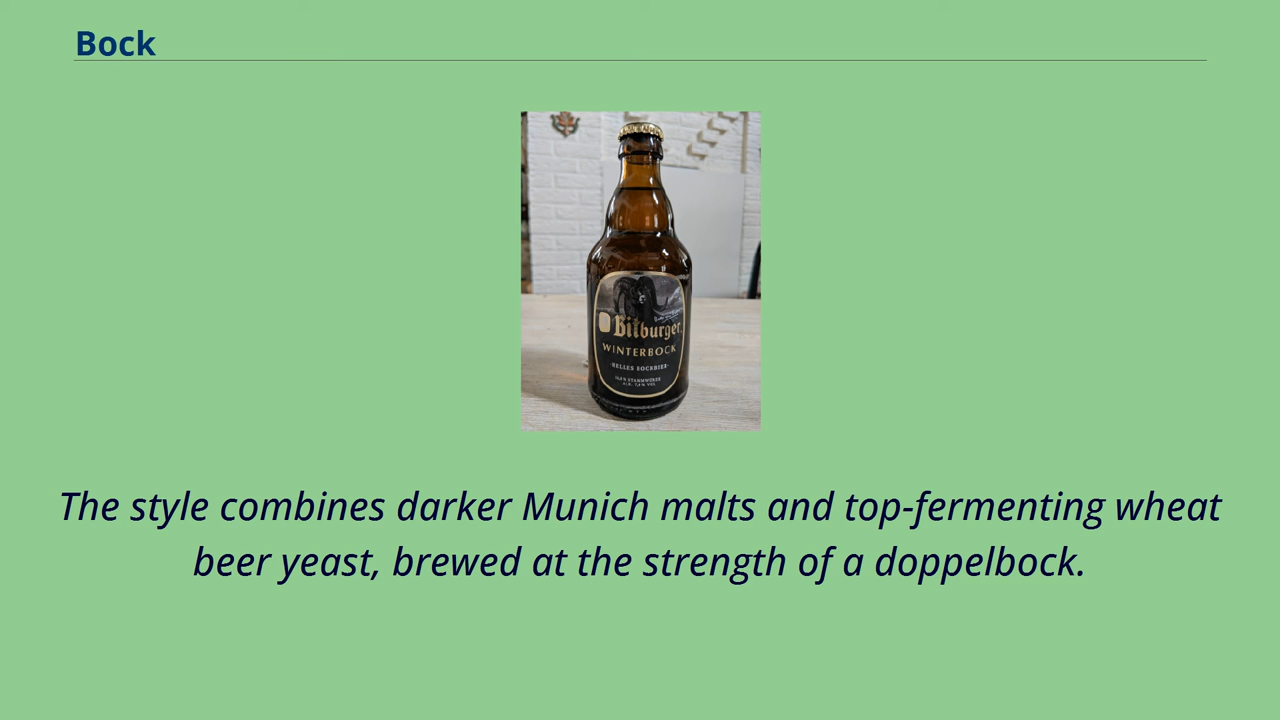 Bock
Bitburger
WINTERBOCK
HELLES BOCKBIER
The style combines darker Munich malts and top-fermenting wheat
beer yeast, brewed at the strength of a doppelbock.